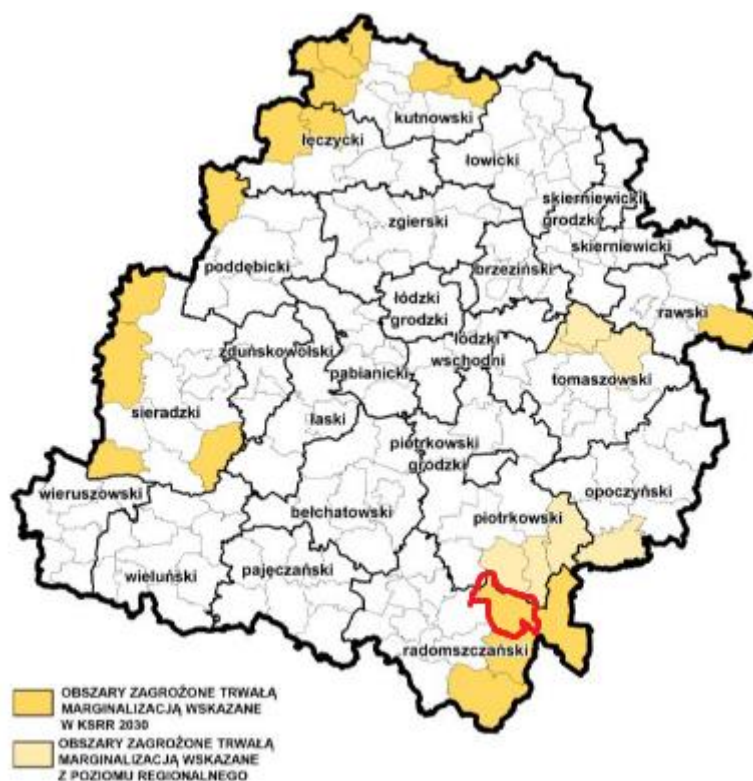 kutnowski
łęczycki
łowicki
skierniewicki
grodzki
zgierski
skierniewicki
poddębicki
brzeziński
łódzki
grodzki
rawski
łódzki
wschodni
zduńskowolski
pabianicki
tomaszowski
sieradzki
łaski
piotrkowski
grodzki
wieruszowski
opoczyński
bełchatowski
piotrkowski
wieluński
pajęczański
radomszczański
OBSZARY ZAGROŻONE TRWAŁĄ
MARGINALIZACJĄ WSKAZANE
W KSRR 2030
OBSZARY ZAGROŻONE TRWAŁĄ
MARGINALIZACJĄ WSKAZANE
Z POZIOMU REGIONALNEGO